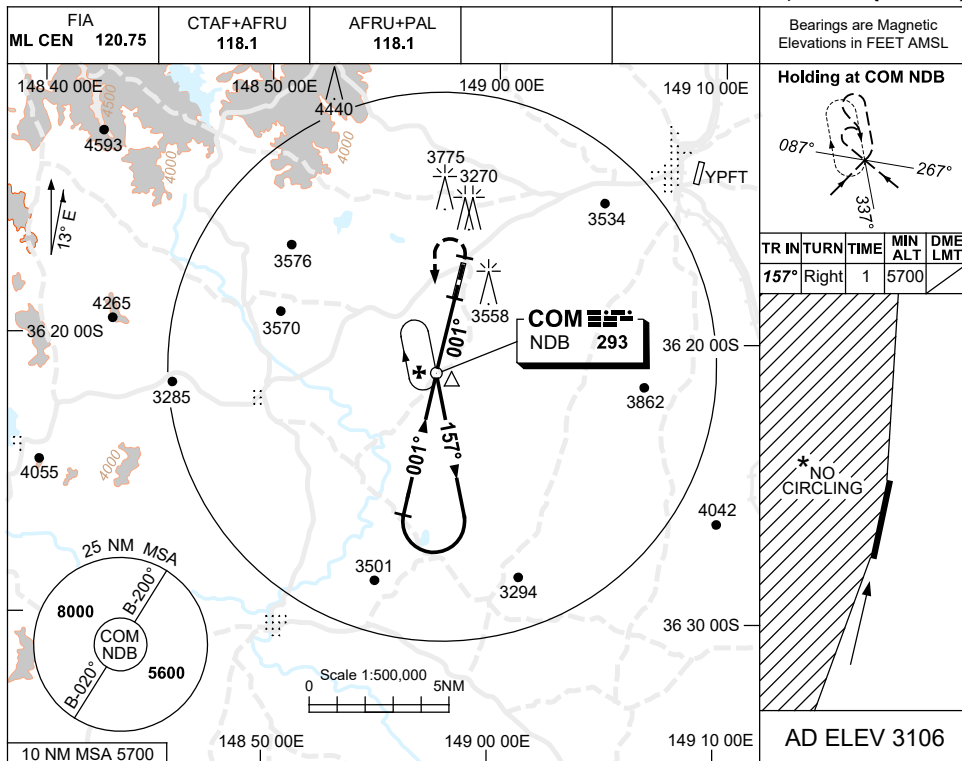 FIA
ML CEN 120.75
CTAF+AFRU
118.1
AFRU+PAL
118.1
Bearings are Magnetic
Elevations in FEET AMSL
148 40 00E
148 50 00E
149 00 00E
149 10 00E
4500
4593
4000
4440
4000
3775
3270
YPFT
3534
13° E
3576
4265
3570
3558
36 20 00S
COM
NDB 293
001°
36 20 00S
3285
3862
001°
157°
4055
4000
4042
3501
3294
25 NM MSA
8000
B-200°
COM
NDB
B-020°
5600
36 30 00S
Scale 1:500,000
0 5NM
10 NM MSA 5700
148 50 00E
149 00 00E
149 10 00E
Holding at COM NDB
087°
267°
337°
TR IN TURN TIME MIN ALT DME LMT
157° Right 1 5700
*NO
CIRCLING
AD ELEV 3106